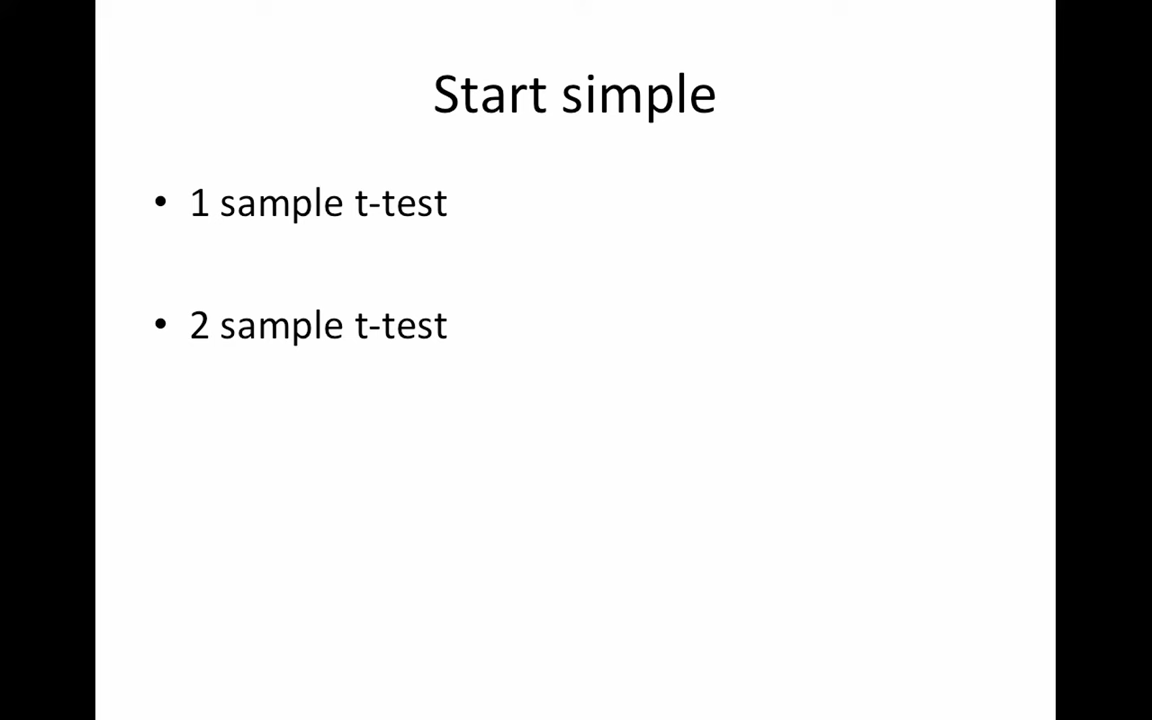 Start simple
• 1 sample t-test
• 2 sample t-test